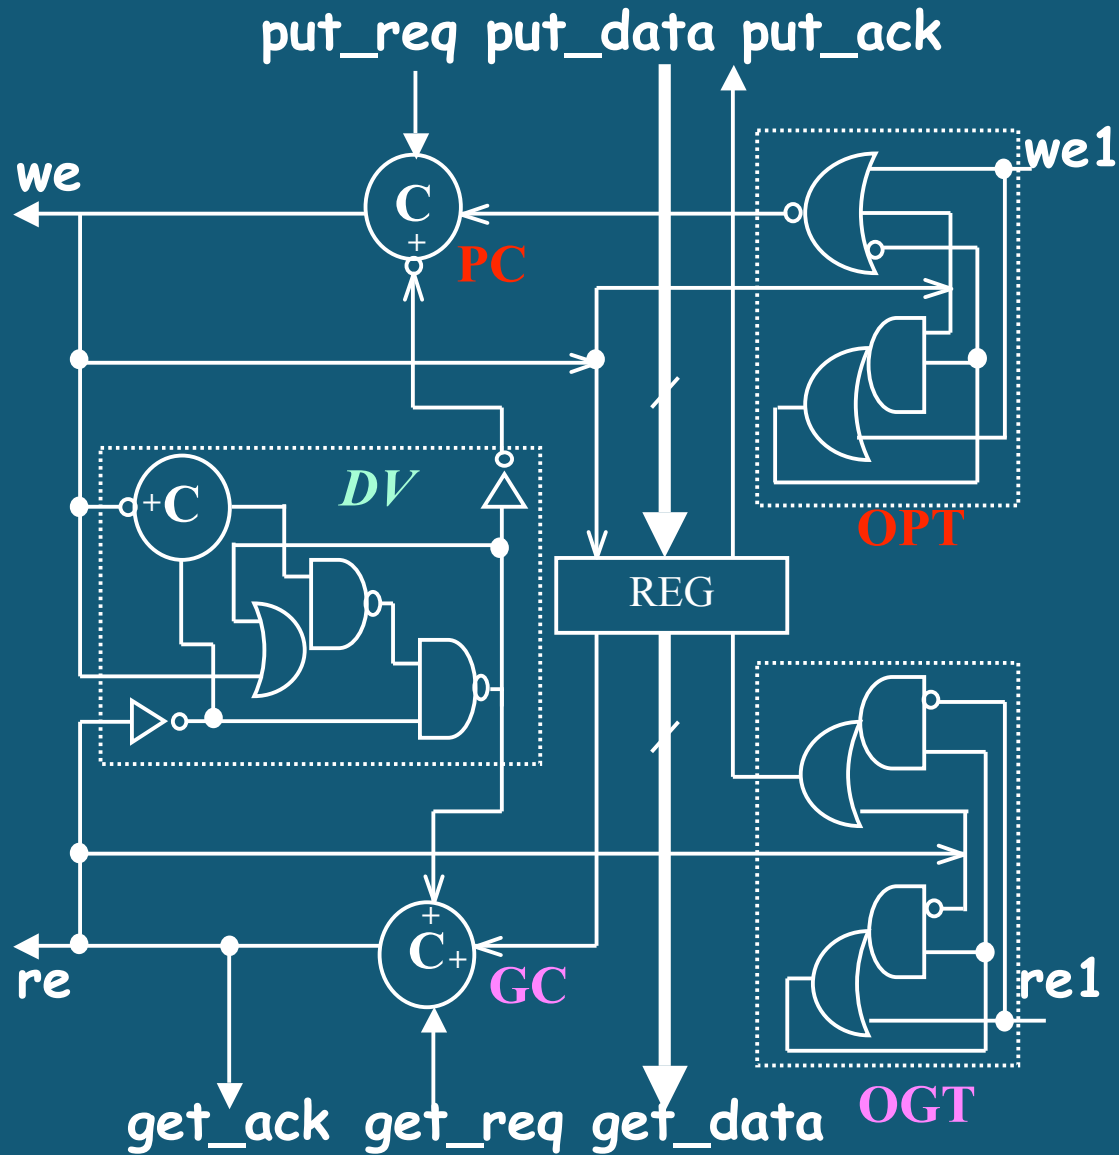 put_req put_data put_ack
we1
we
C
+
PC
DV
+C
OPT
REG
+
C+
GC
re
re1
OGT
get_ack get_req get_data